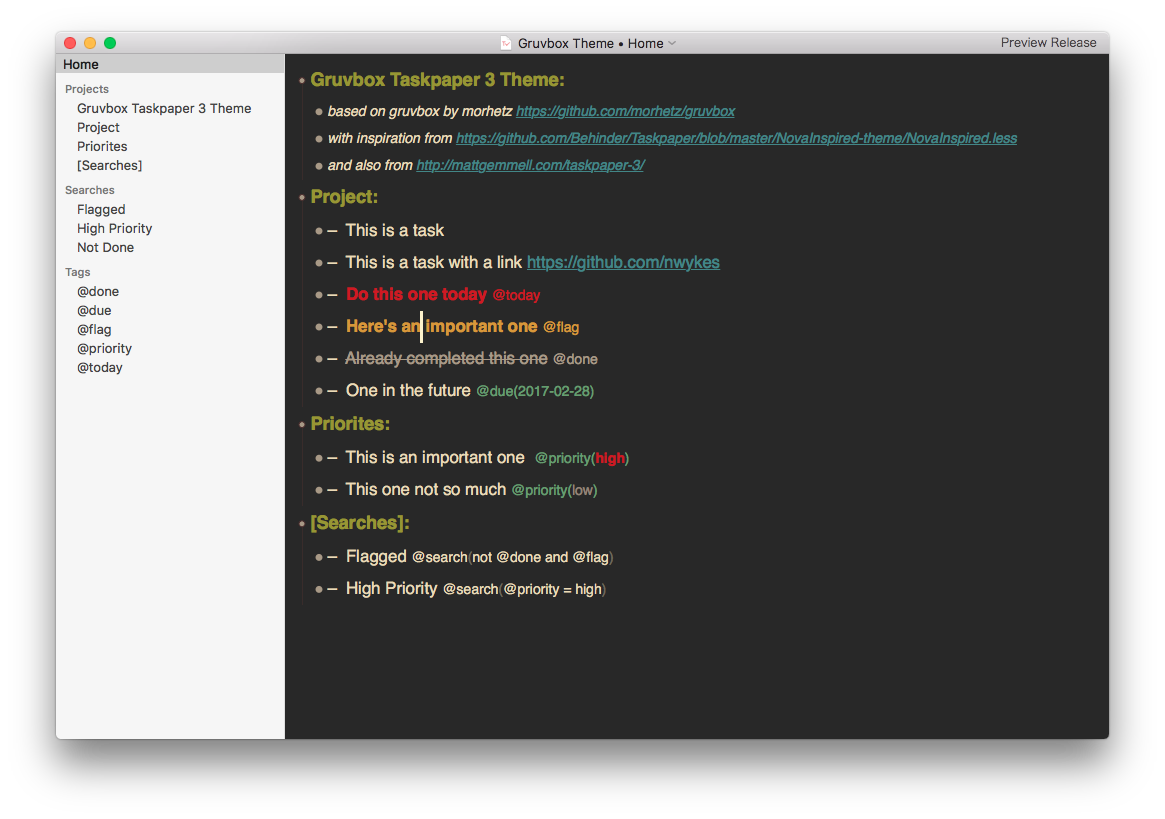 Gruvbox Theme • Home
Preview Release
Home
Projects
Gruvbox Taskpaper 3 Theme
Project
Priorites
[Searches]
Searches
Flagged
High Priority
Not Done
Tags
@done
@due
@flag
@priority
@today
Gruvbox Taskpaper 3 Theme:
based on gruvbox by morhetz https://github.com/morhetz/gruvbox
with inspiration from https://github.com/Behinder/Taskpaper/blob/master/NovaInspired-theme/NovaInspired.less
and also from http://mattgemmell.com/taskpaper-3/
Project:
– This is a task
– This is a task with a link https://github.com/nwykes
– Do this one today @today
– Here's an important one @flag
– Already completed this one @done
– One in the future @due(2017-02-28)
Priorites:
– This is an important one @priority(high)
– This one not so much @priority(low)
[Searches]:
– Flagged @search(not @done and @flag)
– High Priority @search(@priority = high)